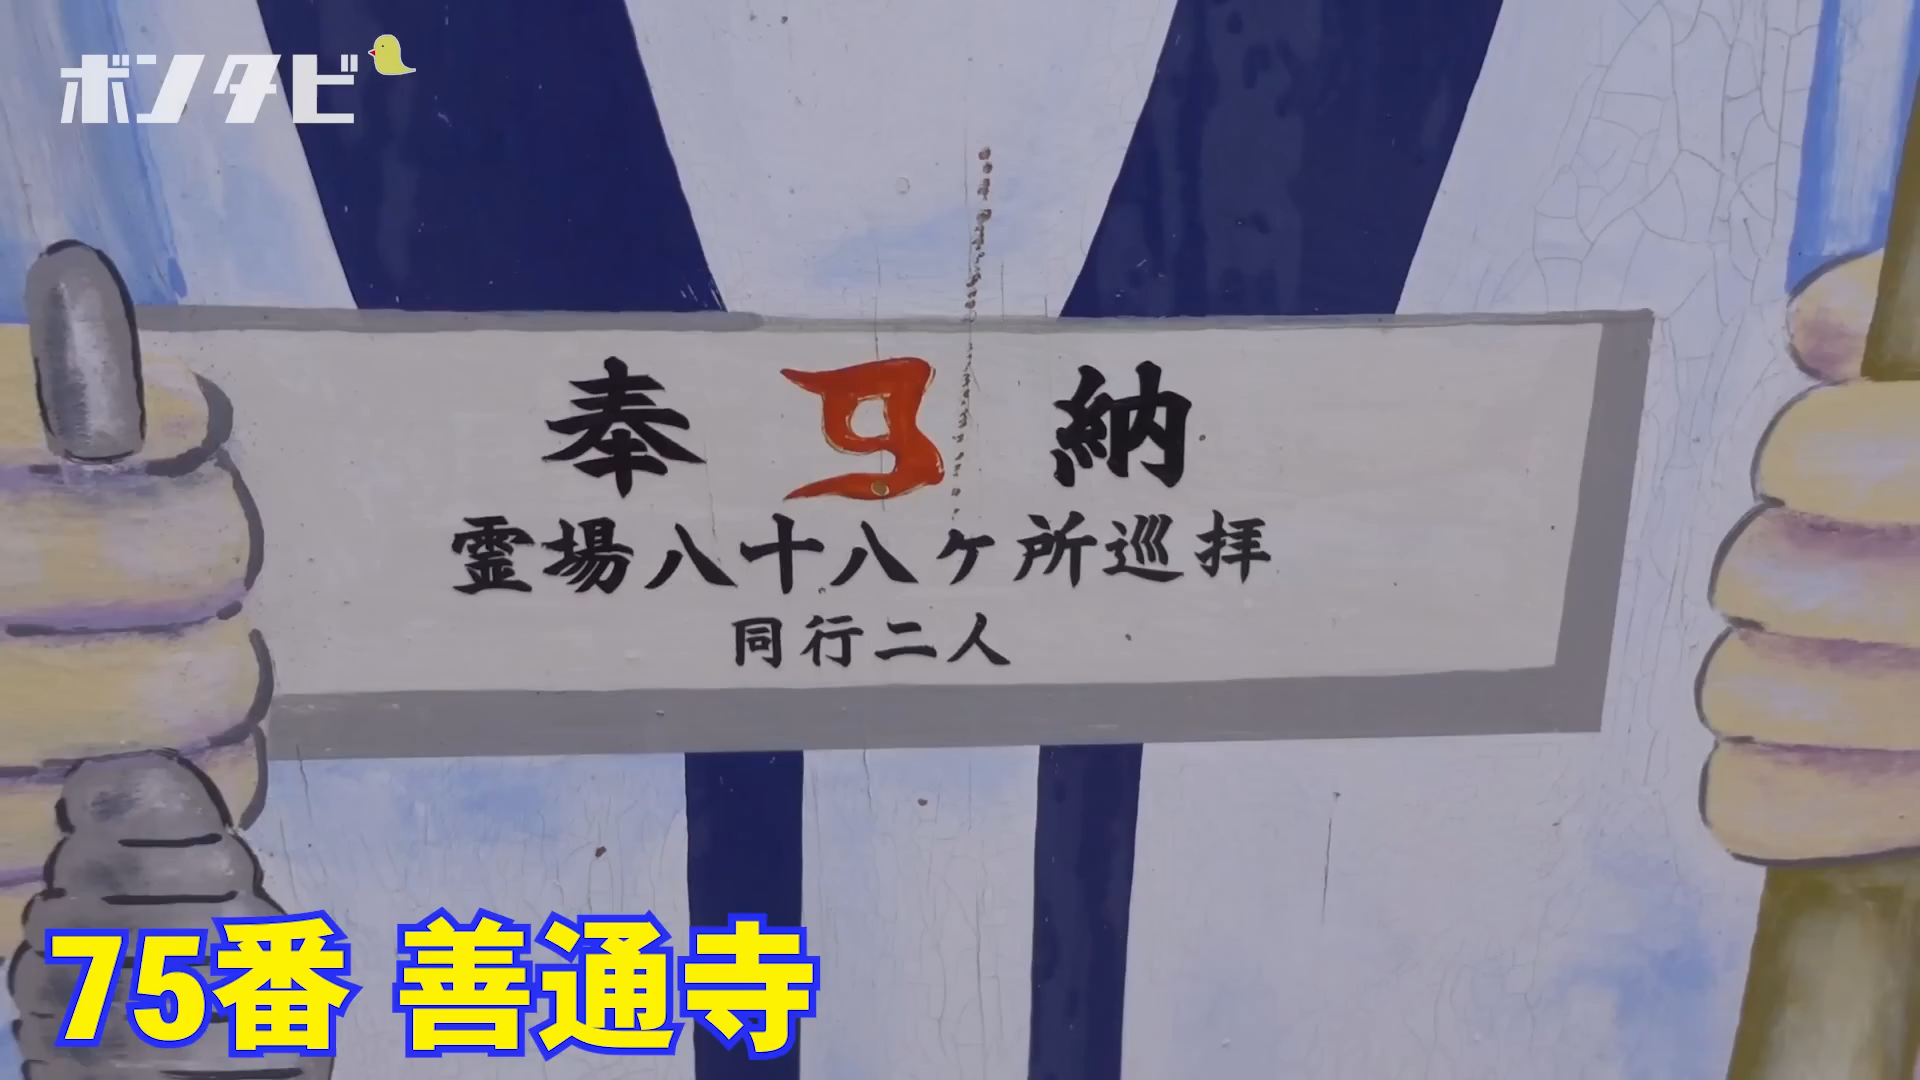 ボンタビ
奉 納
霊場八十八ケ所巡拝
同行二人
75番 善通寺